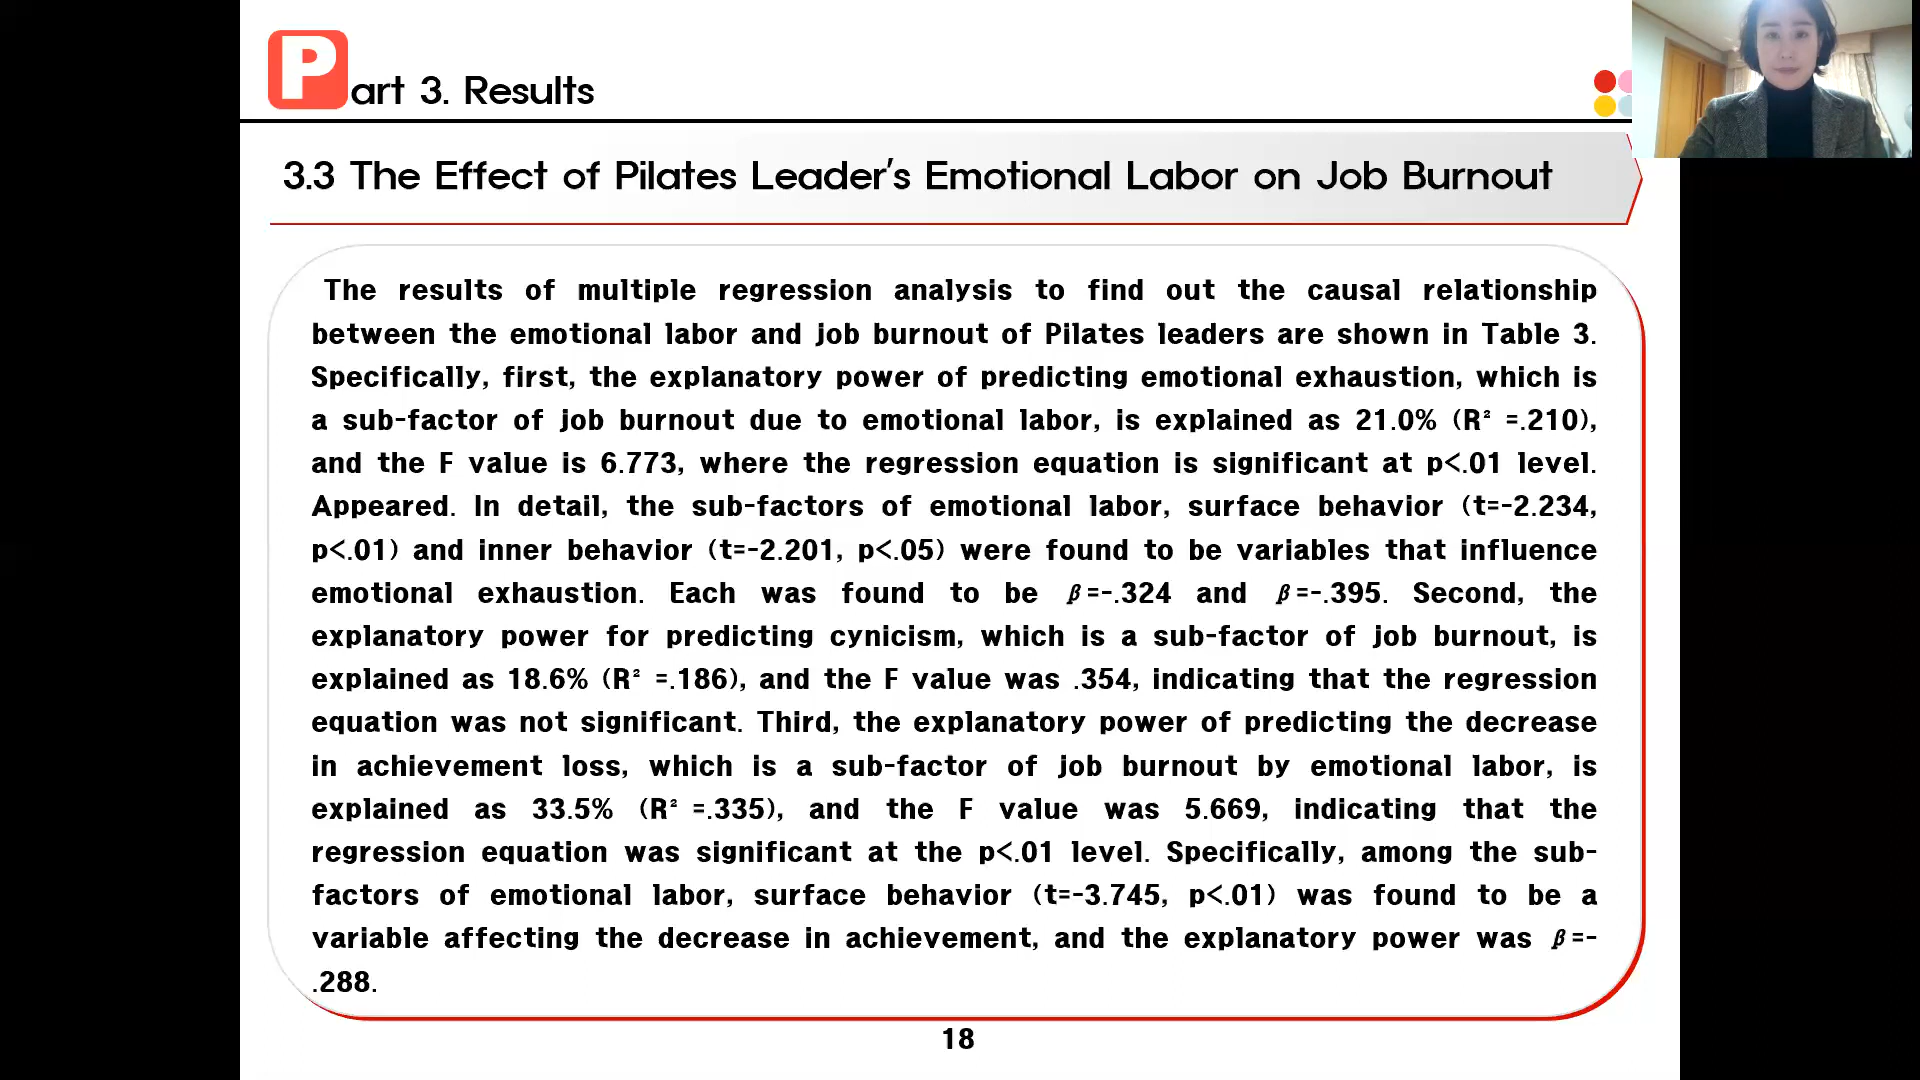 Part 3. Results
3.3 The Effect of Pilates Leader's Emotional Labor on Job Burnout
The results of multiple regression analysis to find out the causal relationship
between the emotional labor and job burnout of Pilates leaders are shown in Table 3.
Specifically, first, the explanatory power of predicting emotional exhaustion, which is
a sub-factor of job burnout due to emotional labor, is explained as 21.0% (R² =.210),
and the F value is 6.773, where the regression equation is significant at p<.01 level.
Appeared. In detail, the sub-factors of emotional labor, surface behavior (t=-2.234,
p<.01) and inner behavior (t=-2.201, p<.05) were found to be variables that influence
emotional exhaustion. Each was found to be β=-.324 and β=-.395. Second, the
explanatory power for predicting cynicism, which is a sub-factor of job burnout, is
explained as 18.6% (R² =.186), and the F value was .354, indicating that the regression
equation was not significant. Third, the explanatory power of predicting the decrease
in achievement loss, which is a sub-factor of job burnout by emotional labor, is
explained as 33.5% (R² =.335), and the F value was 5.669, indicating that the
regression equation was significant at the p<.01 level. Specifically, among the sub-
factors of emotional labor, surface behavior (t=-3.745, p<.01) was found to be a
variable affecting the decrease in achievement, and the explanatory power was β=-
.288.
18